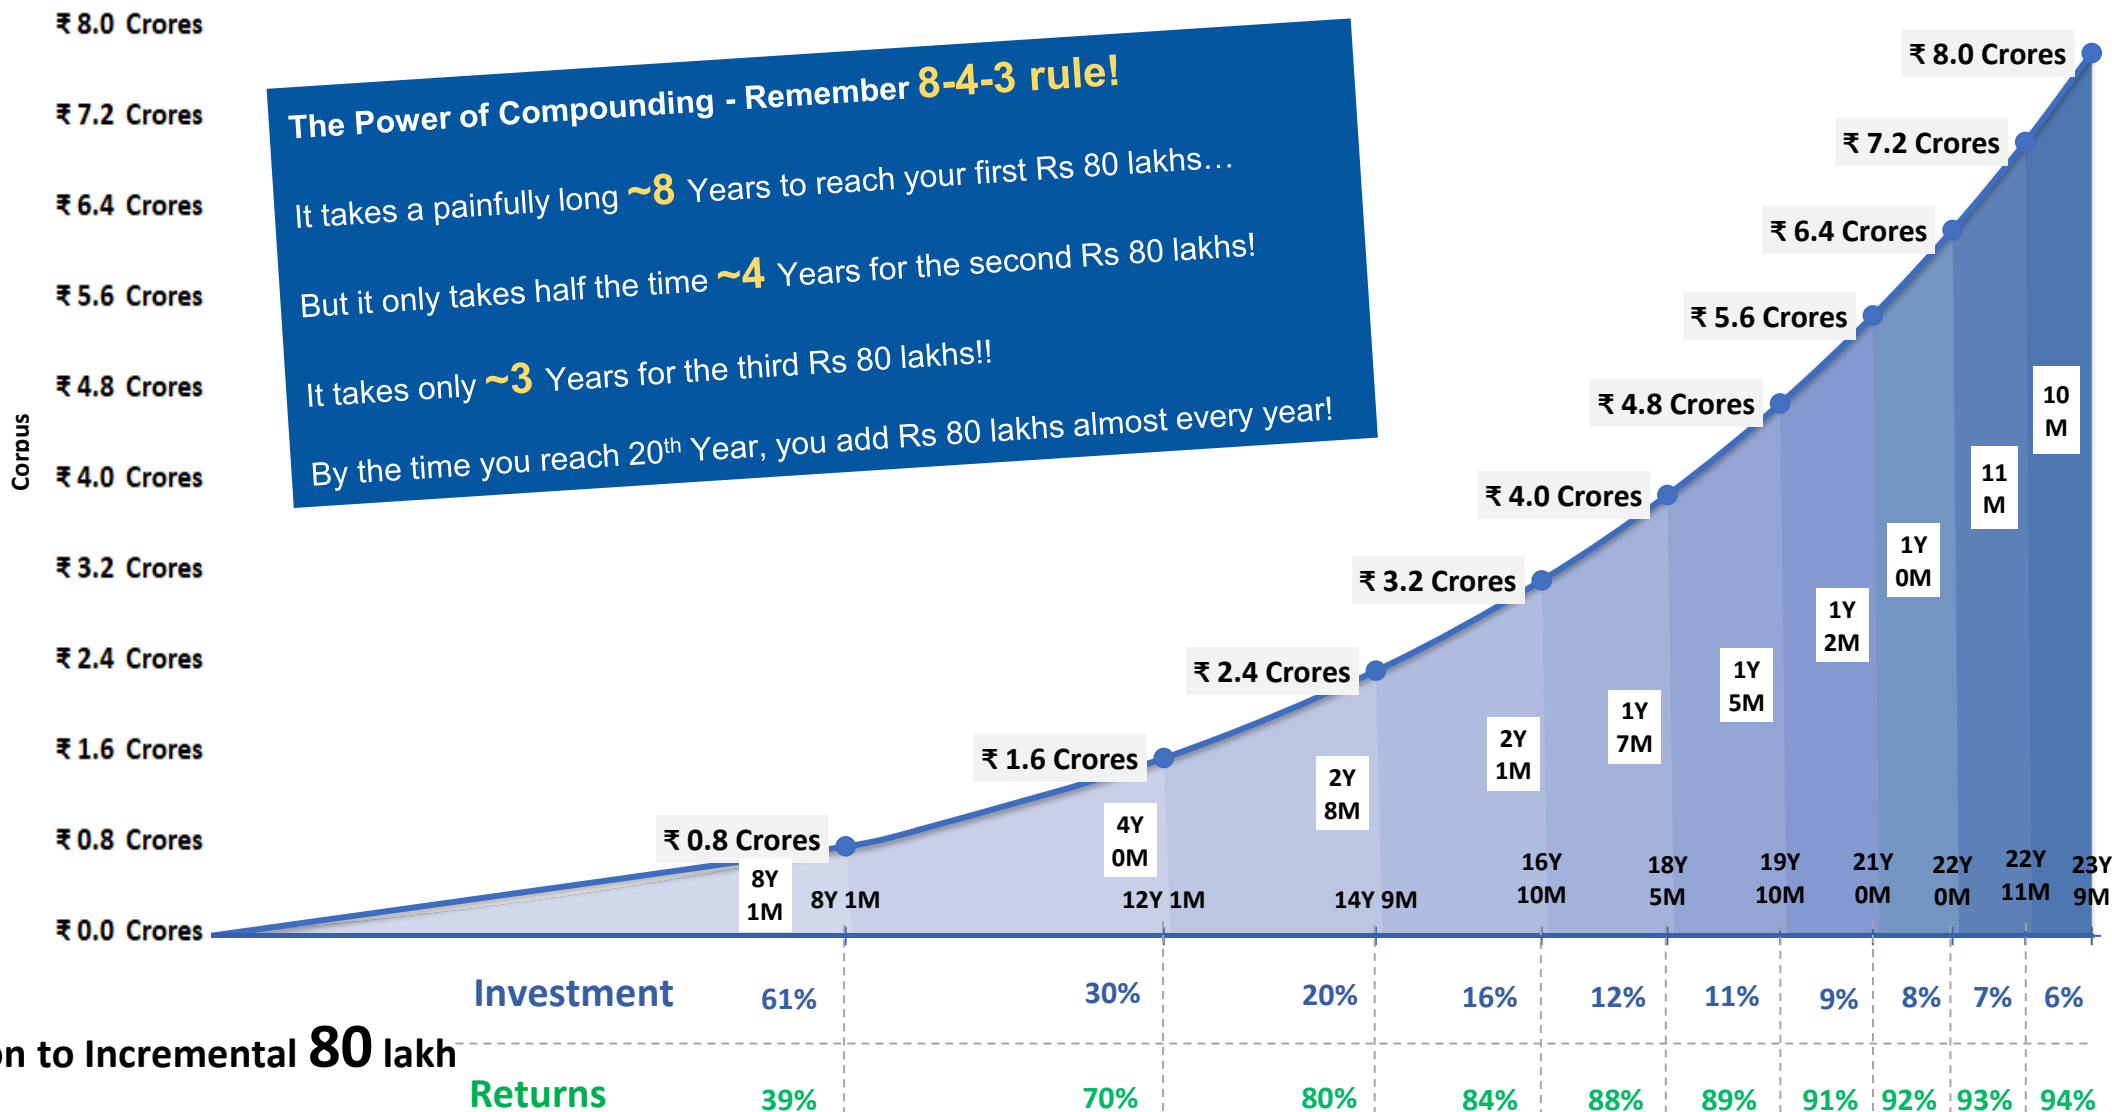 ₹ 8.0 Crores
₹ 7.2 Crores
₹ 6.4 Crores
₹ 5.6 Crores
₹ 4.8 Crores
₹ 4.0 Crores
₹ 3.2 Crores
₹ 2.4 Crores
₹ 1.6 Crores
₹ 0.8 Crores
₹ 0.0 Crores
Corpus
The Power of Compounding - Remember 8-4-3 rule!
It takes a painfully long ~8 Years to reach your first Rs 80 lakhs…
But it only takes half the time ~4 Years for the second Rs 80 lakhs!
It takes only ~3 Years for the third Rs 80 lakhs!!
By the time you reach 20th Year, you add Rs 80 lakhs almost every year!
₹ 0.8 Crores
₹ 1.6 Crores
₹ 2.4 Crores
₹ 3.2 Crores
₹ 4.0 Crores
₹ 4.8 Crores
₹ 5.6 Crores
₹ 6.4 Crores
₹ 7.2 Crores
₹ 8.0 Crores
8Y
1M
4Y
0M
2Y
8M
2Y
1M
1Y
7M
1Y
5M
1Y
2M
1Y
0M
11
M
10
M
8Y 1M
12Y 1M
14Y 9M
16Y
10M
18Y
5M
19Y
10M
21Y
0M
22Y
0M
22Y
11M
23Y
9M
Investment 61% 30% 20% 16% 12% 11% 9% 8% 7% 6%
on to Incremental 80 lakh
Returns 39% 70% 80% 84% 88% 89% 91% 92% 93% 94%